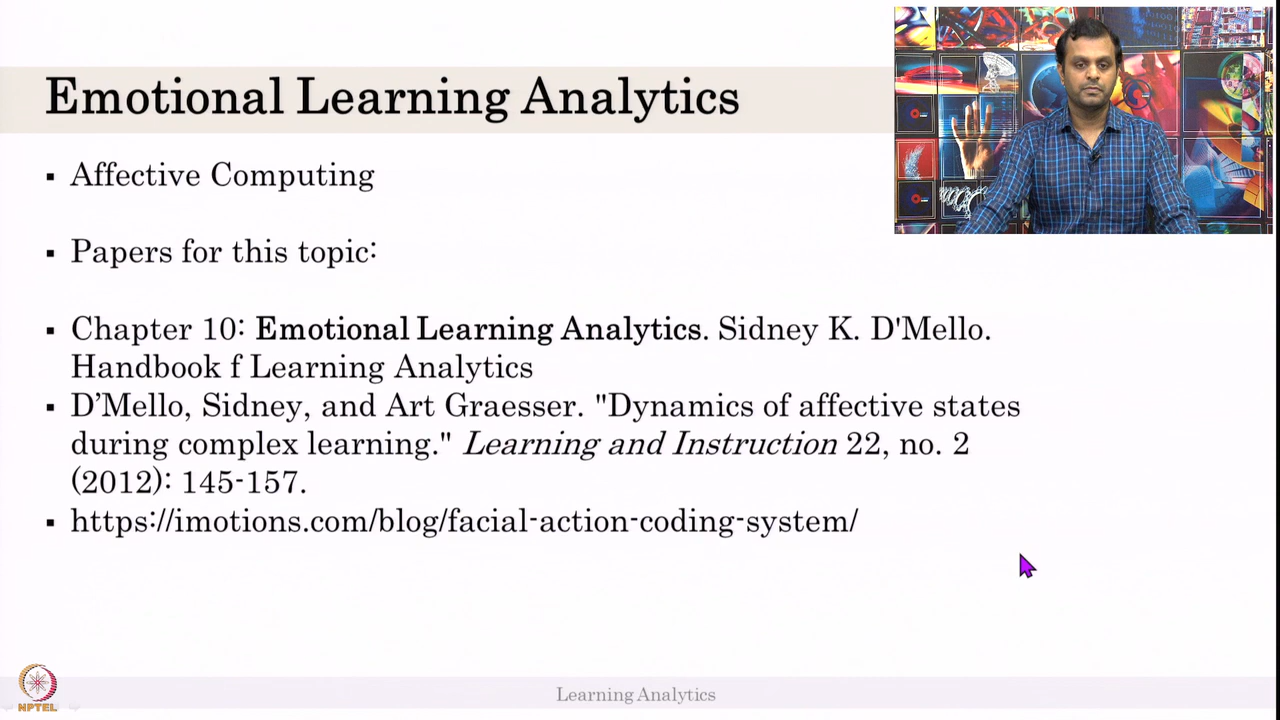 Emotional Learning Analytics
▪ Affective Computing
▪ Papers for this topic:
▪ Chapter 10: Emotional Learning Analytics. Sidney K. D'Mello.
Handbook f Learning Analytics
▪ D’Mello, Sidney, and Art Graesser. "Dynamics of affective states
during complex learning." Learning and Instruction 22, no. 2
(2012): 145-157.
▪ https://imotions.com/blog/facial-action-coding-system/
Learning Analytics
NPTEL